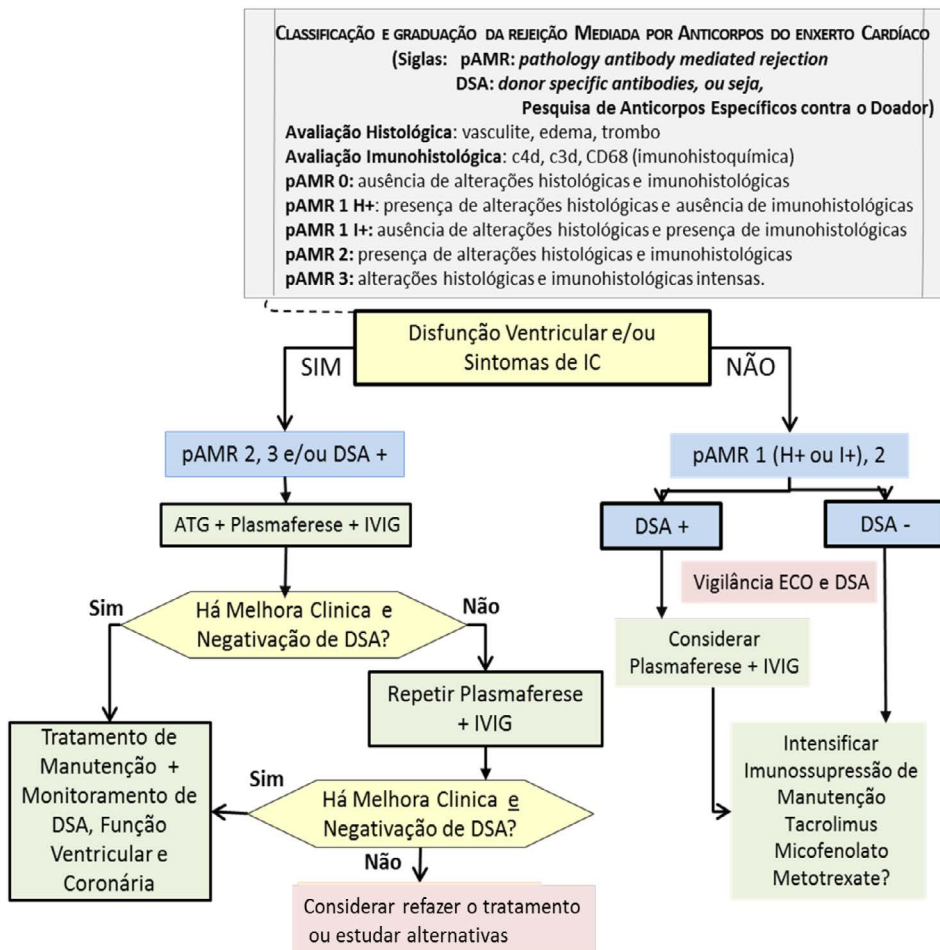 CLASSIFICAÇÃO E GRADUAÇÃO DA REJEIÇÃO MEDIADA POR ANTICORPOS DO ENXERTO CARDÍACO
(Siglas: pAMR: pathology antibody mediated rejection
DSA: donor specific antibodies, ou seja,
Pesquisa de Anticorpos Específicos contra o Doador)
Avaliação Histológica: vasculite, edema, trombo
Avaliação Imunohistológica: c4d, c3d, CD68 (imunohistoquímica)
pAMR 0: ausência de alterações histológicas e imunohistológicas
pAMR 1 H+: presença de alterações histológicas e ausência de imunohistológicas
pAMR 1 I+: ausência de alterações histológicas e presença de imunohistológicas
pAMR 2: presença de alterações histológicas e imunohistológicas
pAMR 3: alterações histológicas e imunohistológicas intensas.
Disfunção Ventricular e/ou
Sintomas de IC
SIM
NÃO
pAMR 2, 3 e/ou DSA +
pAMR 1 (H+ ou I+), 2
ATG + Plasmaferese + IVIG
DSA +
DSA -
Vigilância ECO e DSA
Sim
Há Melhora Clinica e
Negativação de DSA?
Não
Considerar
Plasmaferese + IVIG
Repetir Plasmaferese
+ IVIG
Tratamento de
Manutenção +
Monitoramento de
DSA, Função
Ventricular e
Coronária
Sim
Há Melhora Clinica e
Negativação de DSA?
Não
Intensificar
Imunossupressão de
Manutenção
Tacrolimus
Micofenolato
Metotrexate?
Considerar refazer o tratamento
ou estudar alternativas